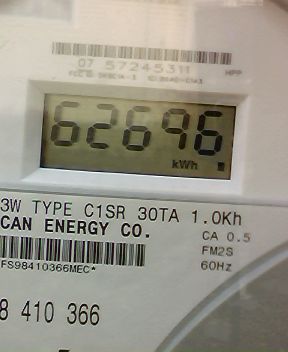 07 57245311 HPP
62696
kWh
3W TYPE C1SR 30TA 1.0Kh
CAN ENERGY CO. CA 0.5
FM2S
FS98410366MEC* 60Hz
8 410 366